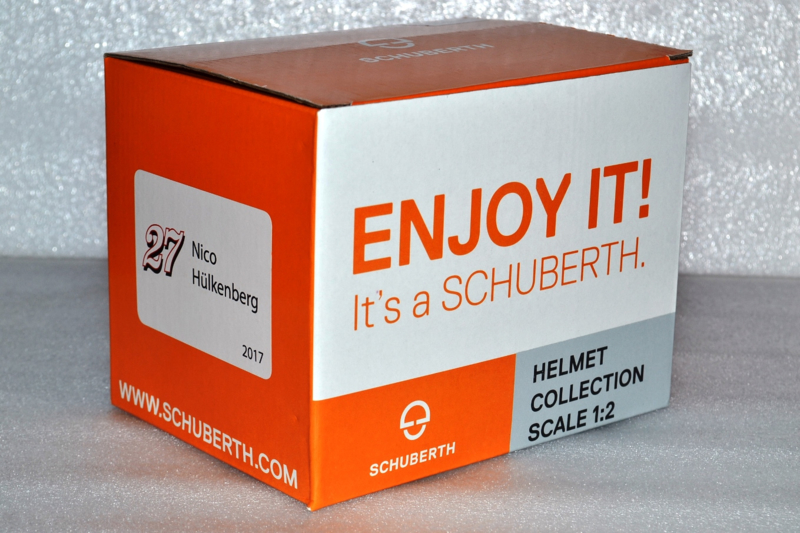 SCHUBERTH
27
Nico
Hülkenberg
2017
WWW.SCHUBERTH.COM
ENJOY IT!
It's a SCHUBERTH.
SCHUBERTH
HELMET
COLLECTION
SCALE 1:2